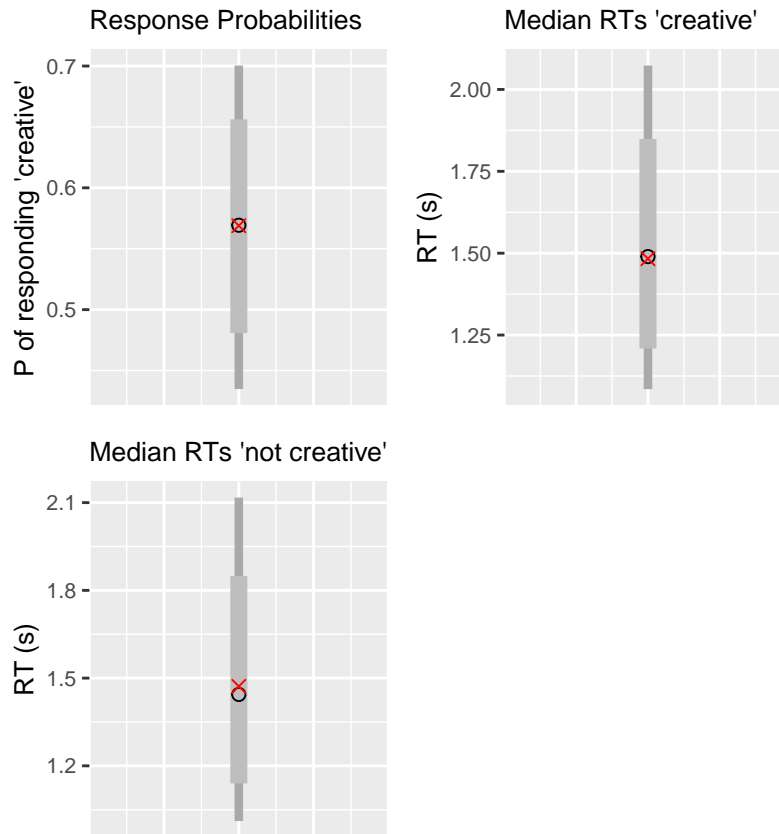 Response Probabilities
P of responding 'creative'
0.7
0.6
0.5
Median RTs 'creative'
RT (s)
2.00
1.75
1.50
1.25
Median RTs 'not creative'
RT (s)
2.1
1.8
1.5
1.2